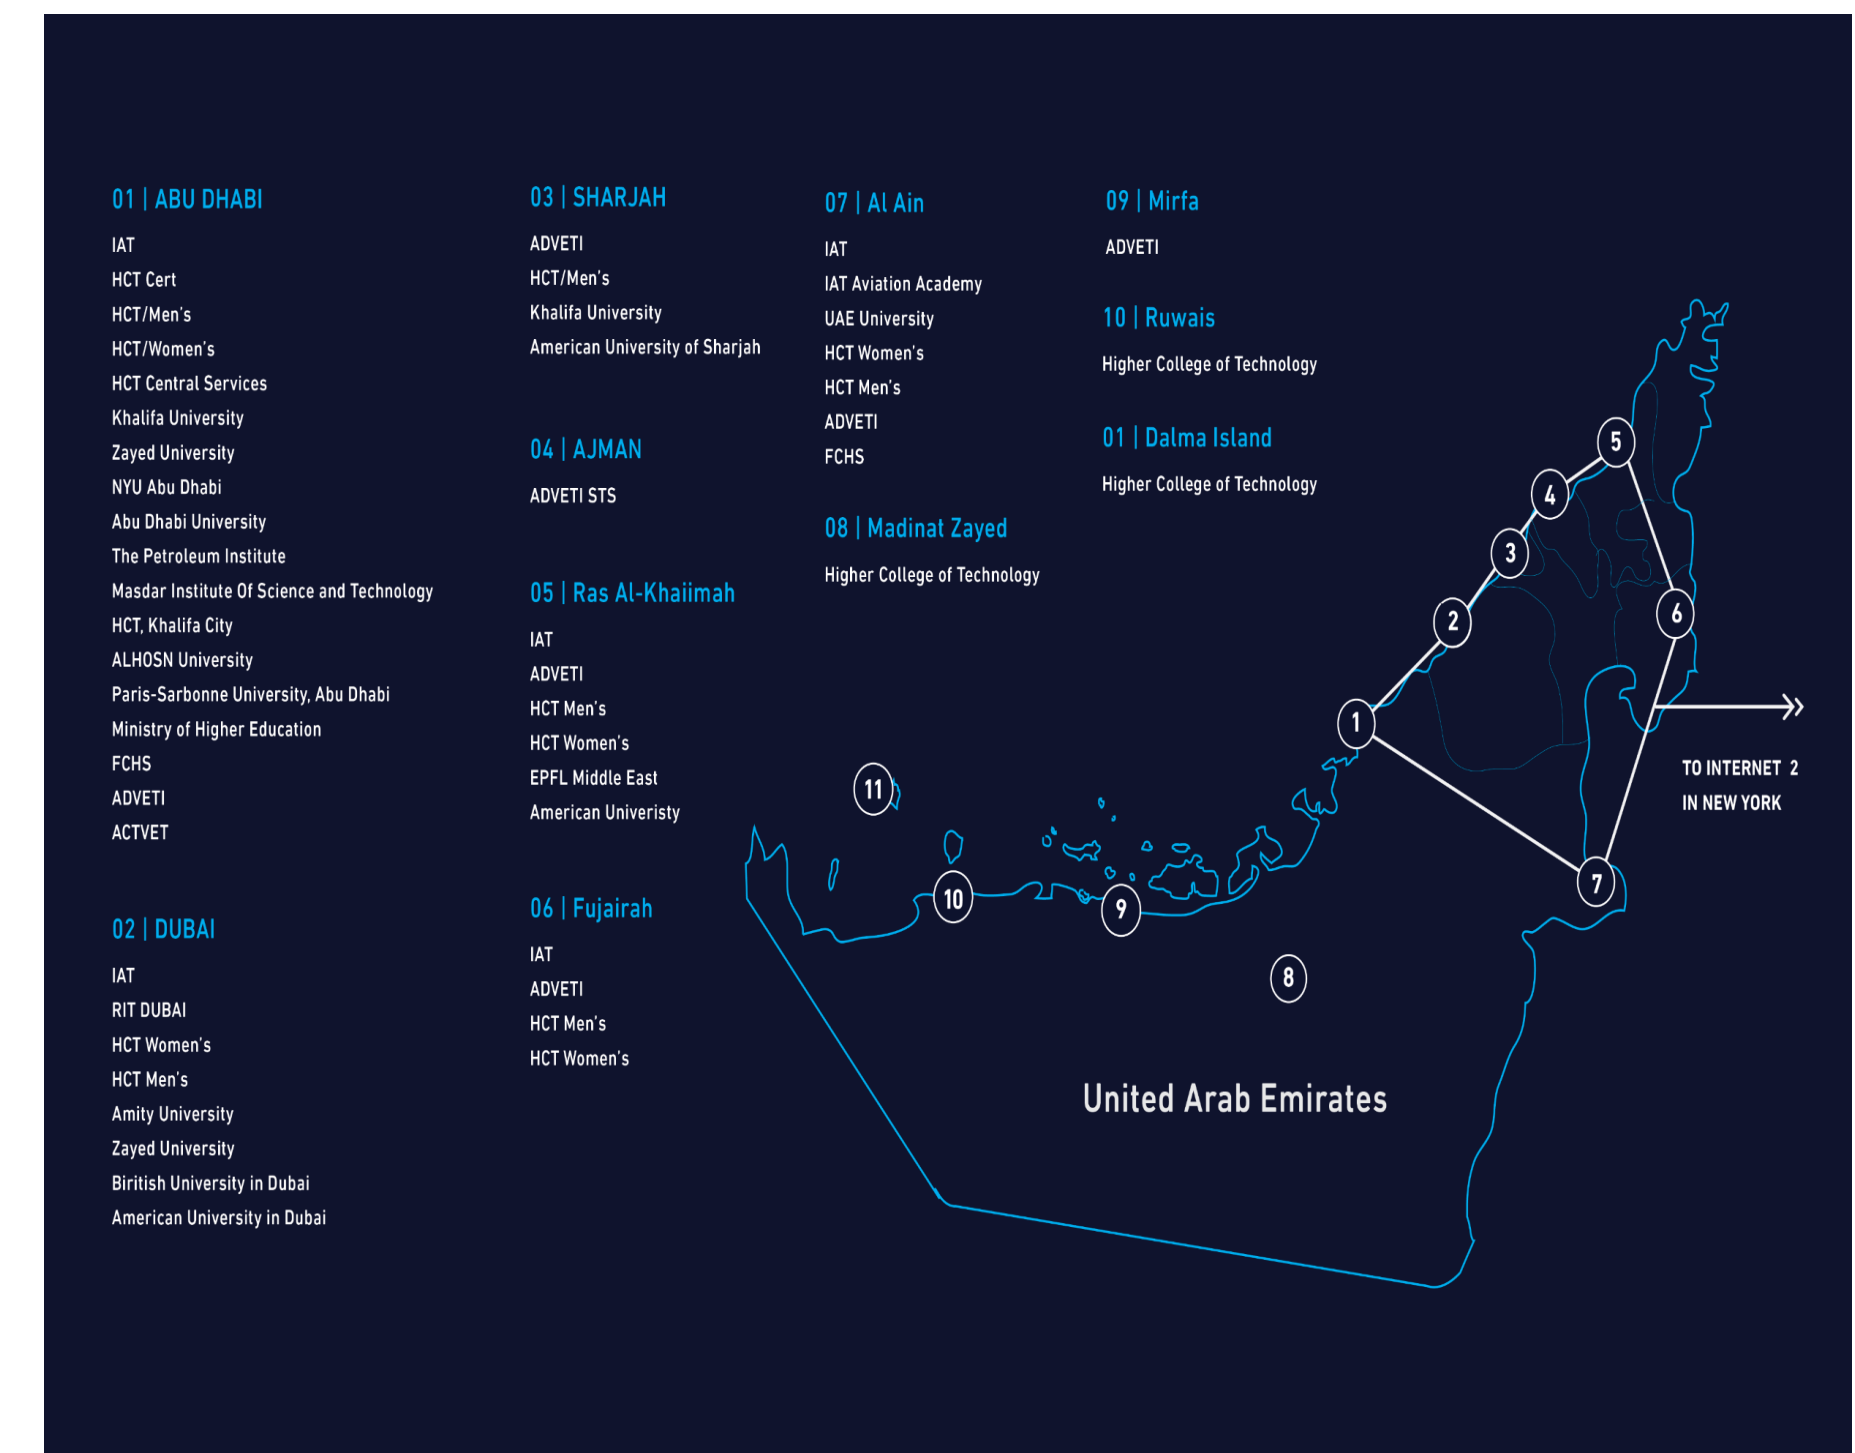 01 | ABU DHABI
IAT
HCT Cert
HCT/Men's
HCT/Women's
HCT Central Services
Khalifa University
Zayed University
NYU Abu Dhabi
Abu Dhabi University
The Petroleum Institute
Masdar Institute Of Science and Technology
HCT, Khalifa City
ALHOSN University
Paris-Sarbonne University, Abu Dhabi
Ministry of Higher Education
FCHS
ADVETI
ACTVET
02 | DUBAI
IAT
RIT DUBAI
HCT Women's
HCT Men's
Amity University
Zayed University
Biritish University in Dubai
American University in Dubai
03 | SHARJAH
ADVETI
HCT/Men's
Khalifa University
American University of Sharjah
04 | AJMAN
ADVETI STS
05 | Ras Al-Khaiimah
IAT
ADVETI
HCT Men's
HCT Women's
EPFL Middle East
American Univeristy
06 | Fujairah
IAT
ADVETI
HCT Men's
HCT Women's
07 | Al Ain
IAT
IAT Aviation Academy
UAE University
HCT Women's
HCT Men's
ADVETI
FCHS
08 | Madinat Zayed
Higher College of Technology
09 | Mirfa
ADVETI
10 | Ruwais
Higher College of Technology
01 | Dalma Island
Higher College of Technology
5
4
3
6
2
1
TO INTERNET 2
IN NEW YORK
11
7
10
9
8
United Arab Emirates